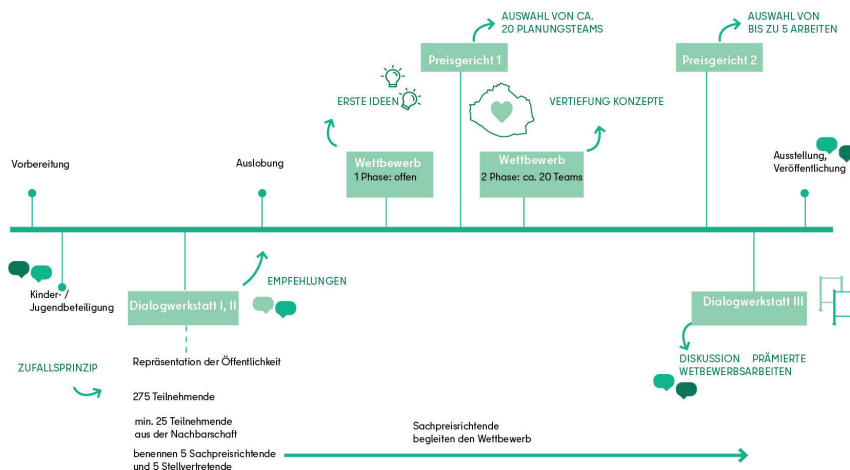 AUSWAHL VON CA.
20 PLANUNGSTEAMS
AUSWAHL VON
BIS ZU 5 ARBEITEN
Preisgericht 1
Preisgericht 2
ERSTE IDEEN
VERTIEFUNG KONZEPTE
Vorbereitung
Auslobung
Wettbewerb
1 Phase: offen
Wettbewerb
2 Phase: ca. 20 Teams
Ausstellung,
Veröffentlichung
Kinder- /
Jugendbeteiligung
Dialogwerkstatt I, II
EMPFEHLUNGEN
Dialogwerkstatt III
ZUFALLSPRINZIP
Repräsentation der Öffentlichkeit
275 Teilnehmende
min. 25 Teilnehmende
aus der Nachbarschaft
benennen 5 Sachpreisrichtende
und 5 Stellvertretende
Sachpreisrichtende
begleiten den Wettbewerb
DISKUSSION PRÄMIERTE
WETBEWERBSARBEITEN